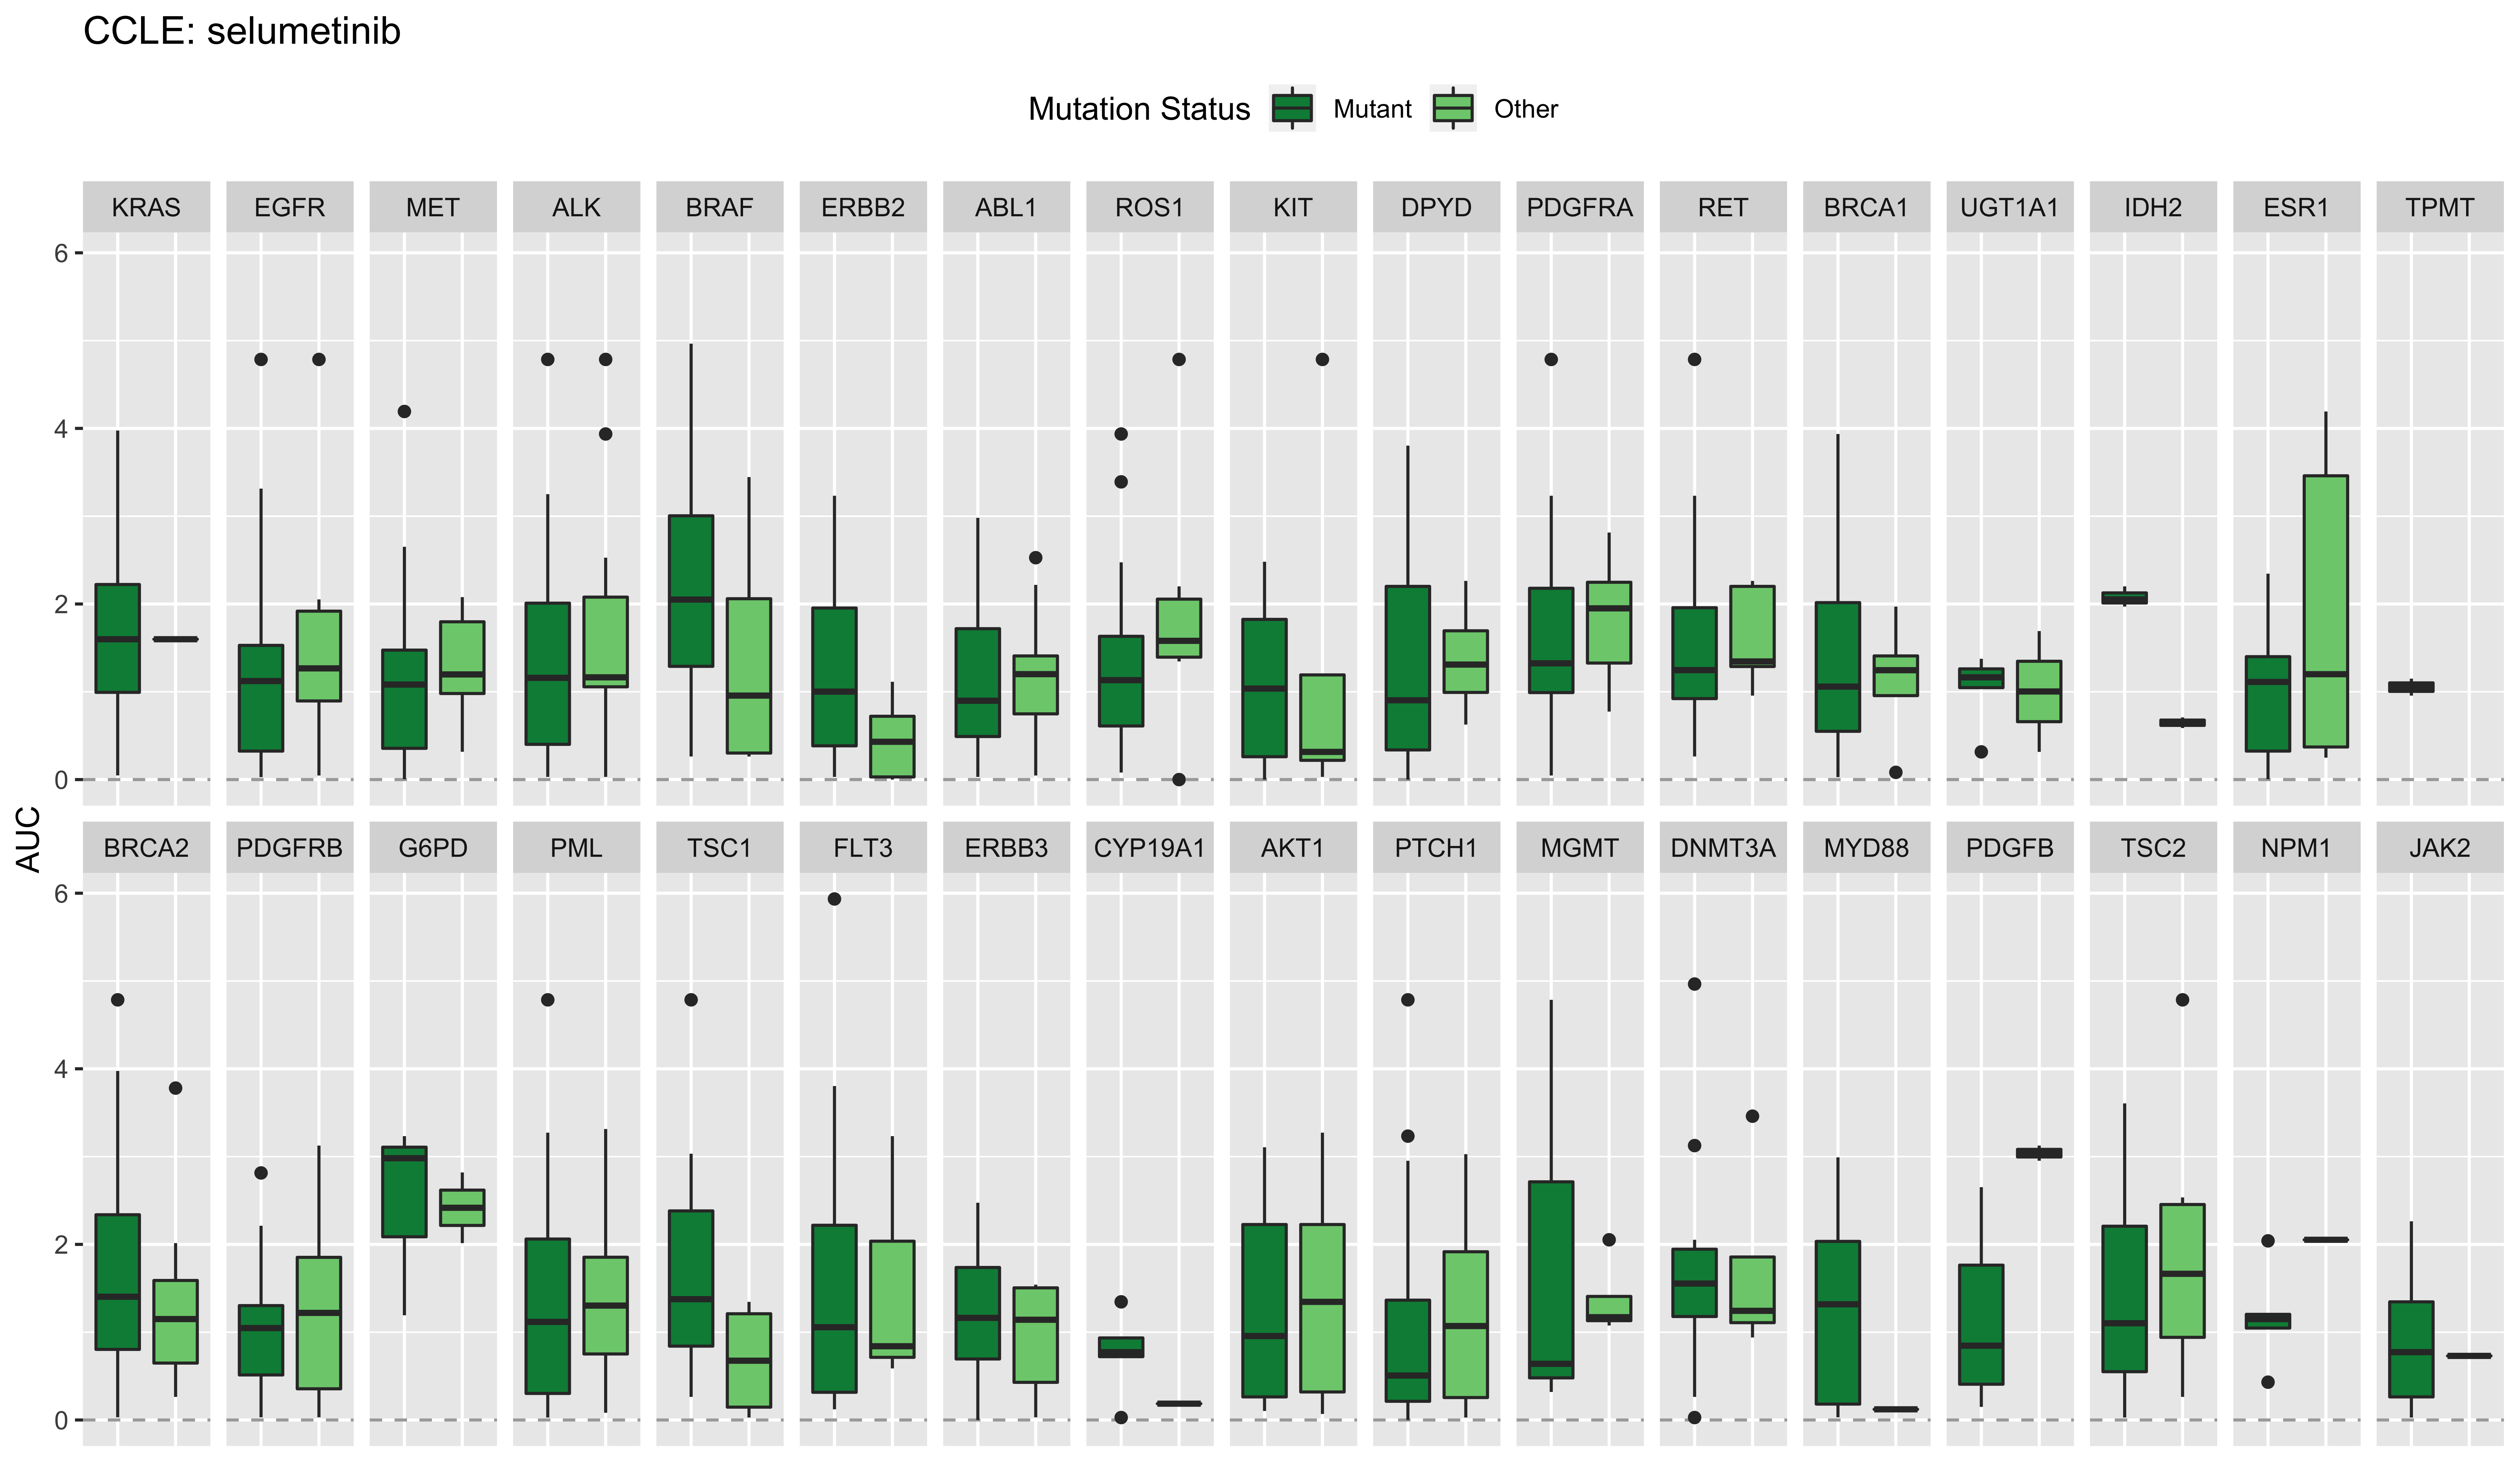 CCLE: selumetinib
Mutation Status Mutant Other
KRAS EGFR MET ALK BRAF ERBB2 ABL1 ROS1 KIT DPYD PDGFRA RET BRCA1 UGT1A1 IDH2 ESR1 TPMT
6
4
2
0
AUC
BRCA2 PDGFRB G6PD PML TSC1 FLT3 ERBB3 CYP19A1 AKT1 PTCH1 MGMT DNMT3A MYD88 PDGFB TSC2 NPM1 JAK2
6
4
2
0